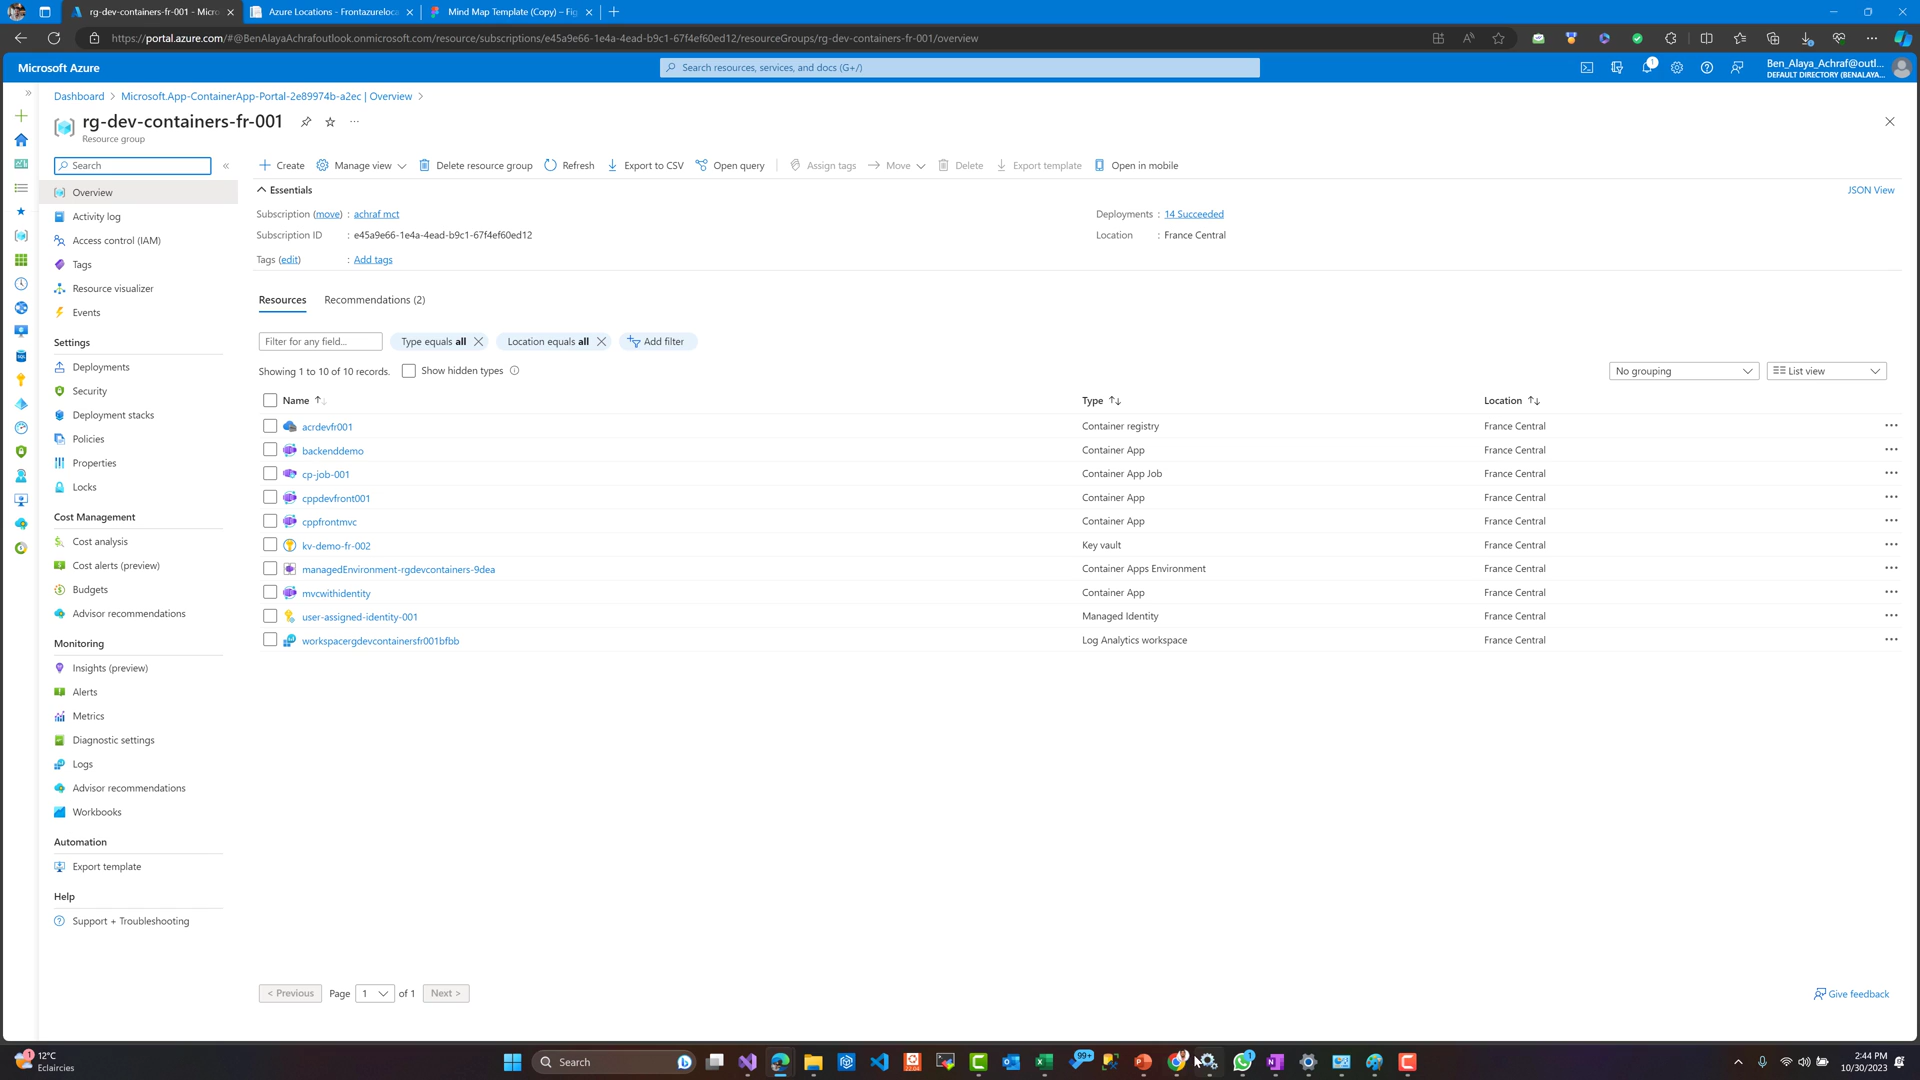 rg-dev-containers-fr-001 - Micro
Azure Locations - Frontazureloca
Mind Map Template (Copy) – Fig
https://portal.azure.com/#@BenAlayaAchrafoutlook.onmicrosoft.com/resource/subscriptions/e45a9e66-1e4a-4ead-b9c1-67f4ef60ed12/resourceGroups/rg-dev-containers-fr-001/overview
Microsoft Azure
Search resources, services, and docs (G+/)
1
Ben_Alaya_Achraf@outl...
DEFAULT DIRECTORY (BENALAYA...
Dashboard > Microsoft.App-ContainerApp-Portal-2e89974b-a2ec | Overview >
rg-dev-containers-fr-001
Resource group
Search
Create
Manage view
Delete resource group
Refresh
Export to CSV
Open query
Assign tags
Move
Delete
Export template
Open in mobile
Overview
Activity log
Access control (IAM)
Tags
Resource visualizer
Events
Settings
Deployments
Security
Deployment stacks
Policies
Properties
Locks
Cost Management
Cost analysis
Cost alerts (preview)
Budgets
Advisor recommendations
Monitoring
Insights (preview)
Alerts
Metrics
Diagnostic settings
Logs
Advisor recommendations
Workbooks
Automation
Export template
Help
Support + Troubleshooting
Essentials
JSON View
Subscription (move) : achraf mct
Deployments : 14 Succeeded
Subscription ID : e45a9e66-1e4a-4ead-b9c1-67f4ef60ed12
Location : France Central
Tags (edit) : Add tags
Resources
Recommendations (2)
Filter for any field...
Type equals all
Location equals all
Add filter
Showing 1 to 10 of 10 records.
Show hidden types
No grouping
List view
Name Type Location
acrdevfr001 Container registry France Central
backenddemo Container App France Central
cp-job-001 Container App Job France Central
cppdevfront001 Container App France Central
cppfrontmvc Container App France Central
kv-demo-fr-002 Key vault France Central
managedEnvironment-rgdevcontainers-9dea Container Apps Environment France Central
mvcwithidentity Container App France Central
user-assigned-identity-001 Managed Identity France Central
workspacergdevcontainersfr001bfbb Log Analytics workspace France Central
< Previous Page 1 of 1 Next >
Give feedback
1
12°C
Eclaircies
Search
99+
1
2:44 PM
10/30/2023